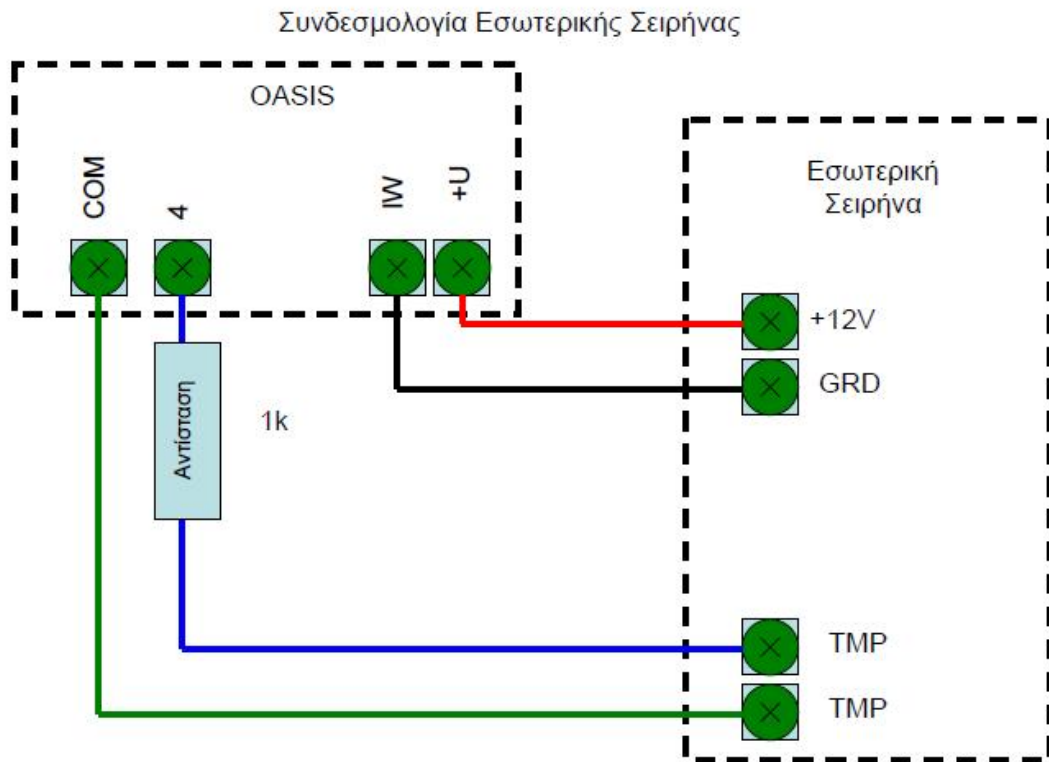 Συνδεσμολογία Εσωτερικής Σειρήνας
OASIS
COM
4
IW
+U
Εσωτερική
Σειρήνα
+12V
GRD
Αντίσταση
1k
TMP
TMP